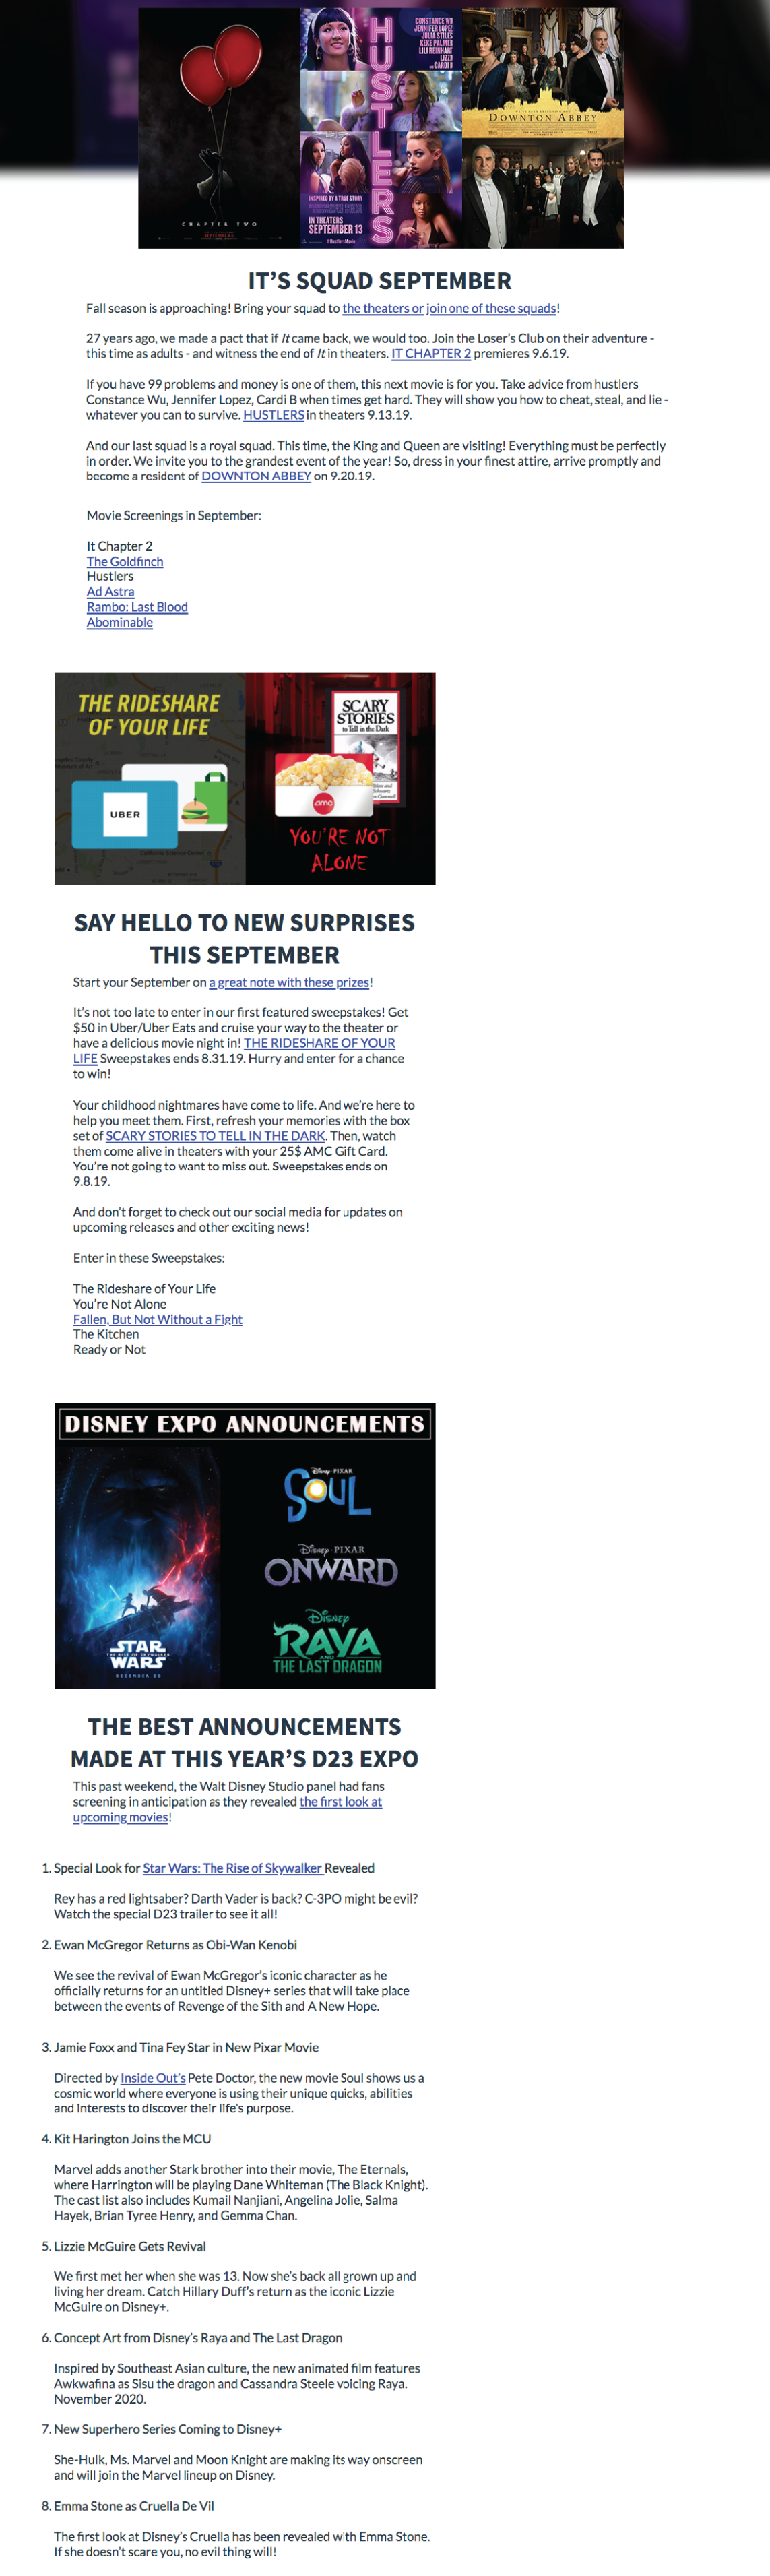 CONSTANCE WU
JENNIFER LOPEZ
JULIA STILES
KEKE PALMER
LILI REINHART
LIZZO
AND CARDI B
HUSTLERS
INSPIRED BY A TRUE STORY
IN THEATERS
SEPTEMBER 13
#HustlersMovie
CHAPTER TWO
DOWNTON ABBEY
IT’S SQUAD SEPTEMBER
Fall season is approaching! Bring your squad to the theaters or join one of these squads!
27 years ago, we made a pact that if It came back, we would too. Join the Loser’s Club on their adventure -
this time as adults - and witness the end of It in theaters. IT CHAPTER 2 premieres 9.6.19.
If you have 99 problems and money is one of them, this next movie is for you. Take advice from hustlers
Constance Wu, Jennifer Lopez, Cardi B when times get hard. They will show you how to cheat, steal, and lie -
whatever you can to survive. HUSTLERS in theaters 9.13.19.
And our last squad is a royal squad. This time, the King and Queen are visiting! Everything must be perfectly
in order. We invite you to the grandest event of the year! So, dress in your finest attire, arrive promptly and
become a resident of DOWNTON ABBEY on 9.20.19.
Movie Screenings in September:
It Chapter 2
The Goldfinch
Hustlers
Ad Astra
Rambo: Last Blood
Abominable
THE RIDESHARE
OF YOUR LIFE
UBER
SCARY
STORIES
to Tell in the Dark
amc
YOU'RE NOT
ALONE
SAY HELLO TO NEW SURPRISES
THIS SEPTEMBER
Start your September on a great note with these prizes!
It’s not too late to enter in our first featured sweepstakes! Get
$50 in Uber/Uber Eats and cruise your way to the theater or
have a delicious movie night in! THE RIDESHARE OF YOUR
LIFE Sweepstakes ends 8.31.19. Hurry and enter for a chance
to win!
Your childhood nightmares have come to life. And we’re here to
help you meet them. First, refresh your memories with the box
set of SCARY STORIES TO TELL IN THE DARK. Then, watch
them come alive in theaters with your 25$ AMC Gift Card.
You’re not going to want to miss out. Sweepstakes ends on
9.8.19.
And don’t forget to check out our social media for updates on
upcoming releases and other exciting news!
Enter in these Sweepstakes:
The Rideshare of Your Life
You’re Not Alone
Fallen, But Not Without a Fight
The Kitchen
Ready or Not
DISNEY EXPO ANNOUNCEMENTS
Disney PIXAR
SOUL
Disney · PIXAR
ONWARD
Disney
RAYA
AND
THE LAST DRAGON
STAR
WARS
DECEMBER 20
THE BEST ANNOUNCEMENTS
MADE AT THIS YEAR’S D23 EXPO
This past weekend, the Walt Disney Studio panel had fans
screening in anticipation as they revealed the first look at
upcoming movies!
1. Special Look for Star Wars: The Rise of Skywalker Revealed
Rey has a red lightsaber? Darth Vader is back? C-3PO might be evil?
Watch the special D23 trailer to see it all!
2. Ewan McGregor Returns as Obi-Wan Kenobi
We see the revival of Ewan McGregor’s iconic character as he
officially returns for an untitled Disney+ series that will take place
between the events of Revenge of the Sith and A New Hope.
3. Jamie Foxx and Tina Fey Star in New Pixar Movie
Directed by Inside Out’s Pete Doctor, the new movie Soul shows us a
cosmic world where everyone is using their unique quicks, abilities
and interests to discover their life’s purpose.
4. Kit Harington Joins the MCU
Marvel adds another Stark brother into their movie, The Eternals,
where Harrington will be playing Dane Whiteman (The Black Knight).
The cast list also includes Kumail Nanjiani, Angelina Jolie, Salma
Hayek, Brian Tyree Henry, and Gemma Chan.
5. Lizzie McGuire Gets Revival
We first met her when she was 13. Now she’s back all grown up and
living her dream. Catch Hillary Duff’s return as the iconic Lizzie
McGuire on Disney+.
6. Concept Art from Disney’s Raya and The Last Dragon
Inspired by Southeast Asian culture, the new animated film features
Awkwafina as Sisu the dragon and Cassandra Steele voicing Raya.
November 2020.
7. New Superhero Series Coming to Disney+
She-Hulk, Ms. Marvel and Moon Knight are making its way onscreen
and will join the Marvel lineup on Disney.
8. Emma Stone as Cruella De Vil
The first look at Disney’s Cruella has been revealed with Emma Stone.
If she doesn’t scare you, no evil thing will!